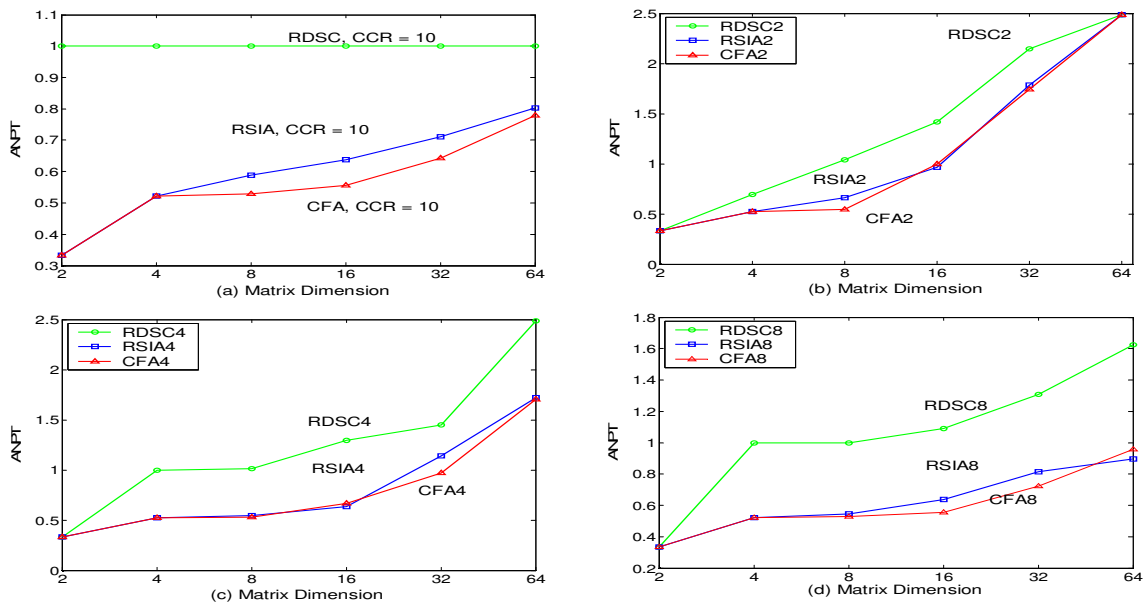 1.1
1
0.9
0.8
0.7
0.6
0.5
0.4
0.3
ANPT
RDSC, CCR = 10
RSIA, CCR = 10
CFA, CCR = 10
2 4 8 16 32 64
(a) Matrix Dimension
2.5
2
1.5
1
0.5
0
ANPT
RDSC2
RSIA2
CFA2
RDSC2
RSIA2
CFA2
2 4 8 16 32 64
(b) Matrix Dimension
2.5
2
1.5
1
0.5
0
ANPT
RDSC4
RSIA4
CFA4
RDSC4
RSIA4
CFA4
2 4 8 16 32 64
(c) Matrix Dimension
1.8
1.6
1.4
1.2
1
0.8
0.6
0.4
0.2
ANPT
RDSC8
RSIA8
CFA8
RDSC8
RSIA8
CFA8
2 4 8 16 32 64
(d) Matrix Dimension